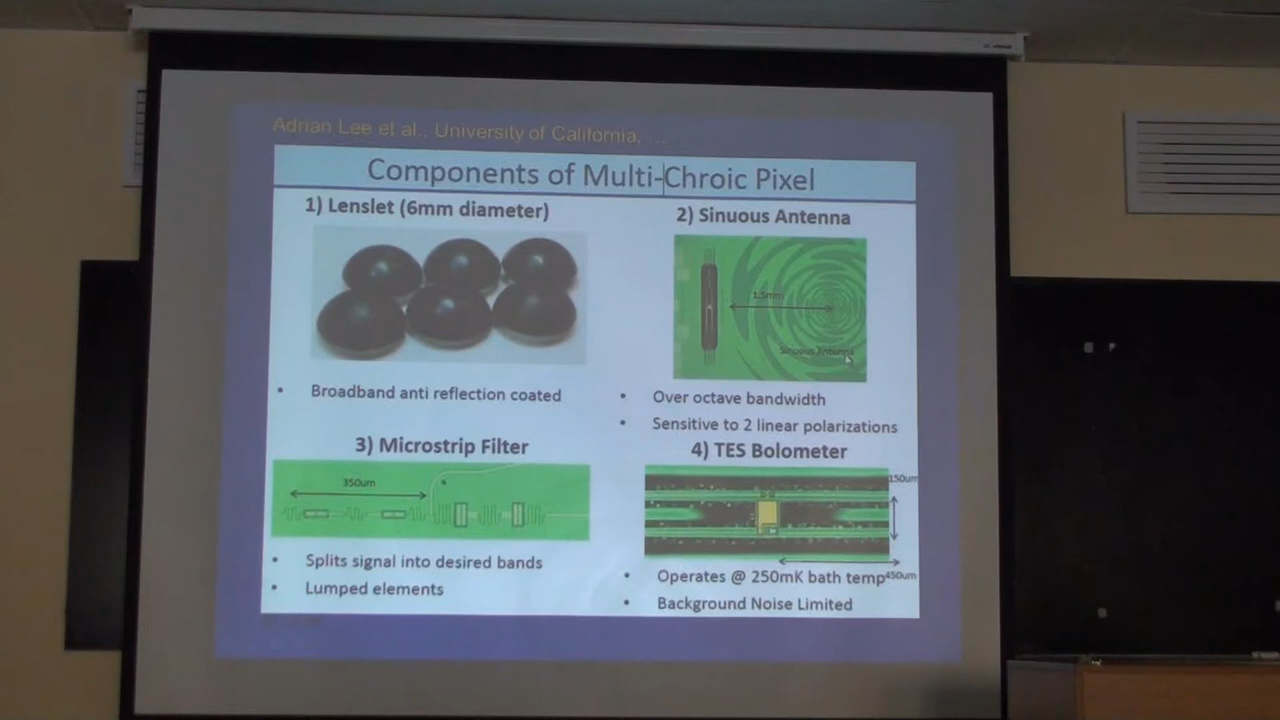 Adrian Lee et al., University of California, ...
Components of Multi-Chroic Pixel
1) Lenslet (6mm diameter)
Broadband anti reflection coated
2) Sinuous Antenna
1.5mm
Sinuous Antenna
Over octave bandwidth
Sensitive to 2 linear polarizations
3) Microstrip Filter
350um
Splits signal into desired bands
Lumped elements
4) TES Bolometer
150um
450um
Operates @ 250mK bath temp
Background Noise Limited